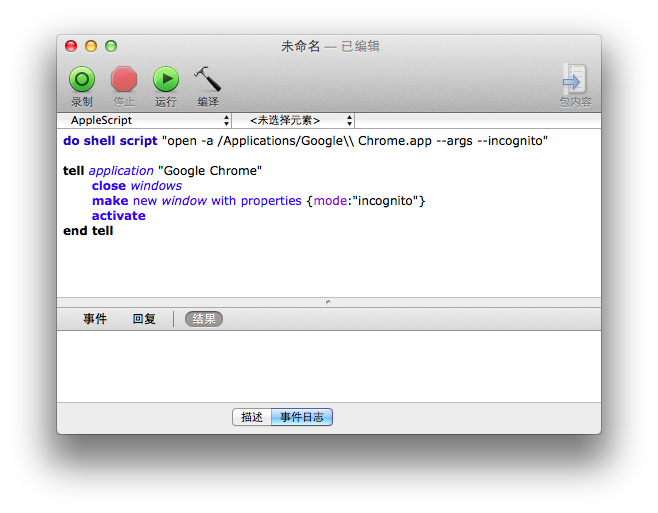 未命名 — 已编辑
录制 停止 运行 编译 包内容
AppleScript <未选择元素>
do shell script "open -a /Applications/Google\\ Chrome.app --args --incognito"
tell application "Google Chrome"
close windows
make new window with properties {mode:"incognito"}
activate
end tell
事件 回复 结果
描述 事件日志